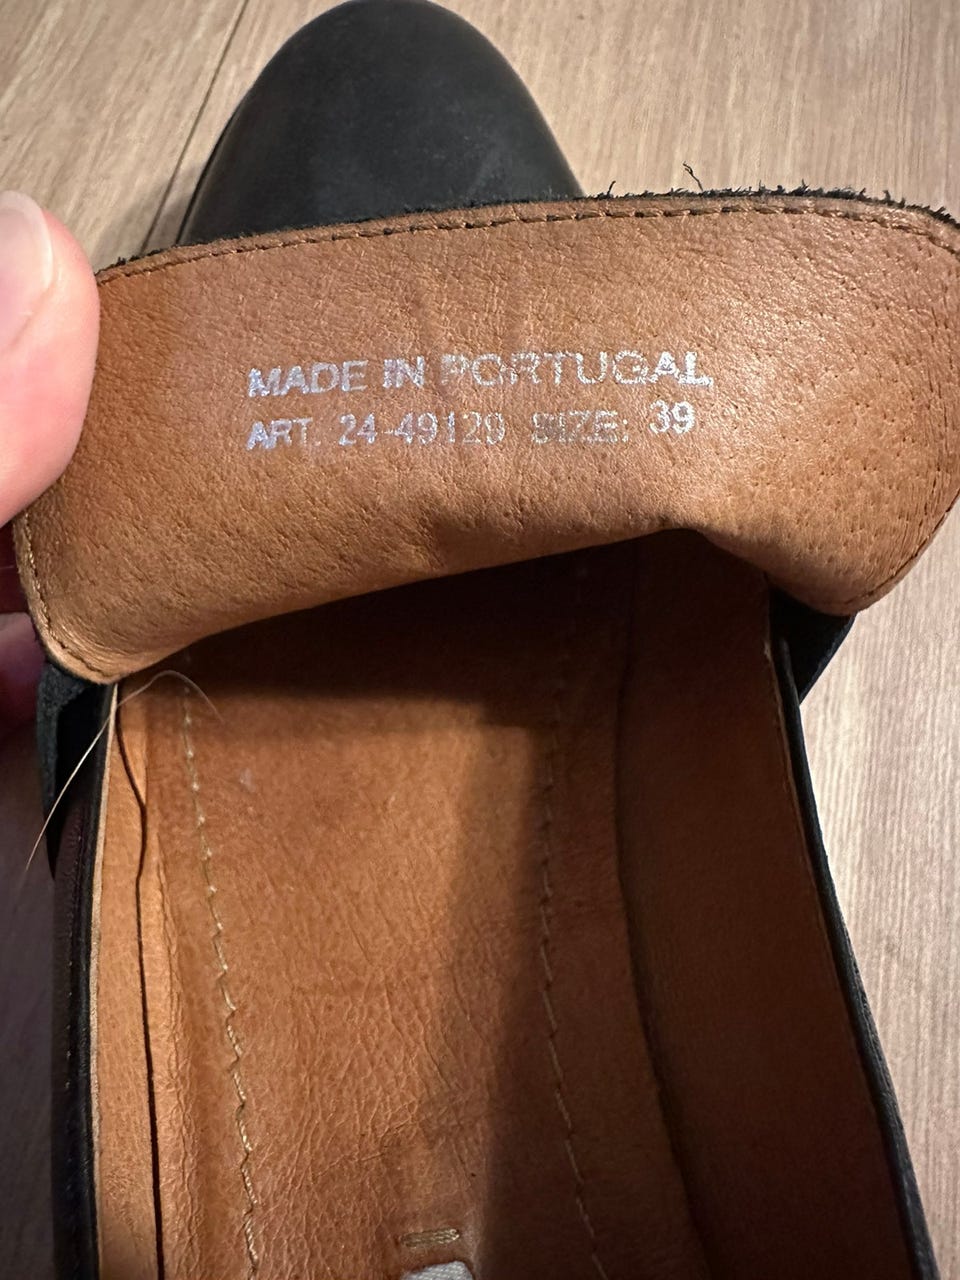 MADE IN PORTUGAL
ART. 24-49129 SIZE: 39